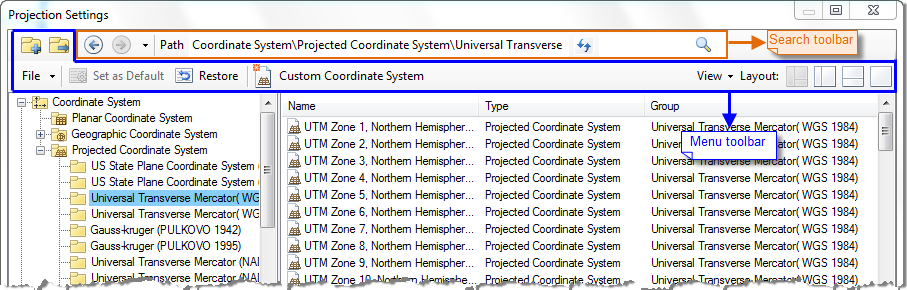 Projection Settings
Path Coordinate System\Projected Coordinate System\Universal Transverse
Search toolbar
File Set as Default Restore Custom Coordinate System View Layout:
Coordinate System
Planar Coordinate System
Geographic Coordinate System
Projected Coordinate System
US State Plane Coordinate System (
US State Plane Coordinate System (
Universal Transverse Mercator( WG
Universal Transverse Mercator( WG
Gauss-kruger (PULKOVO 1942)
Gauss-kruger (PULKOVO 1995)
Universal Transverse Mercator (NAI
Universal Transverse Mercator (NAI
Name Type Group
UTM Zone 1, Northern Hemispher... Projected Coordinate System Universal Transverse Mercator( WGS 1984)
UTM Zone 2, Northern Hemispher... Projected Coordinate System
UTM Zone 3, Northern Hemispher... Projected Coordinate System Universal Transverse Mercator( WGS 1984)
UTM Zone 4, Northern Hemispher... Projected Coordinate System Universal Transverse Mercator( WGS 1984)
UTM Zone 5, Northern Hemispher... Projected Coordinate System Universal Transverse Mercator( WGS 1984)
UTM Zone 6, Northern Hemispher... Projected Coordinate System Universal Transverse Mercator( WGS 1984)
UTM Zone 7, Northern Hemispher... Projected Coordinate System Universal Transverse Mercator( WGS 1984)
UTM Zone 8, Northern Hemispher... Projected Coordinate System Universal Transverse Mercator( WGS 1984)
UTM Zone 9, Northern Hemispher... Projected Coordinate System Universal Transverse Mercator( WGS 1984)
UTM Zone 10, Northern Hemispher... Projected Coordinate System Universal Transverse Mercator( WGS 1984)
Menu toolbar